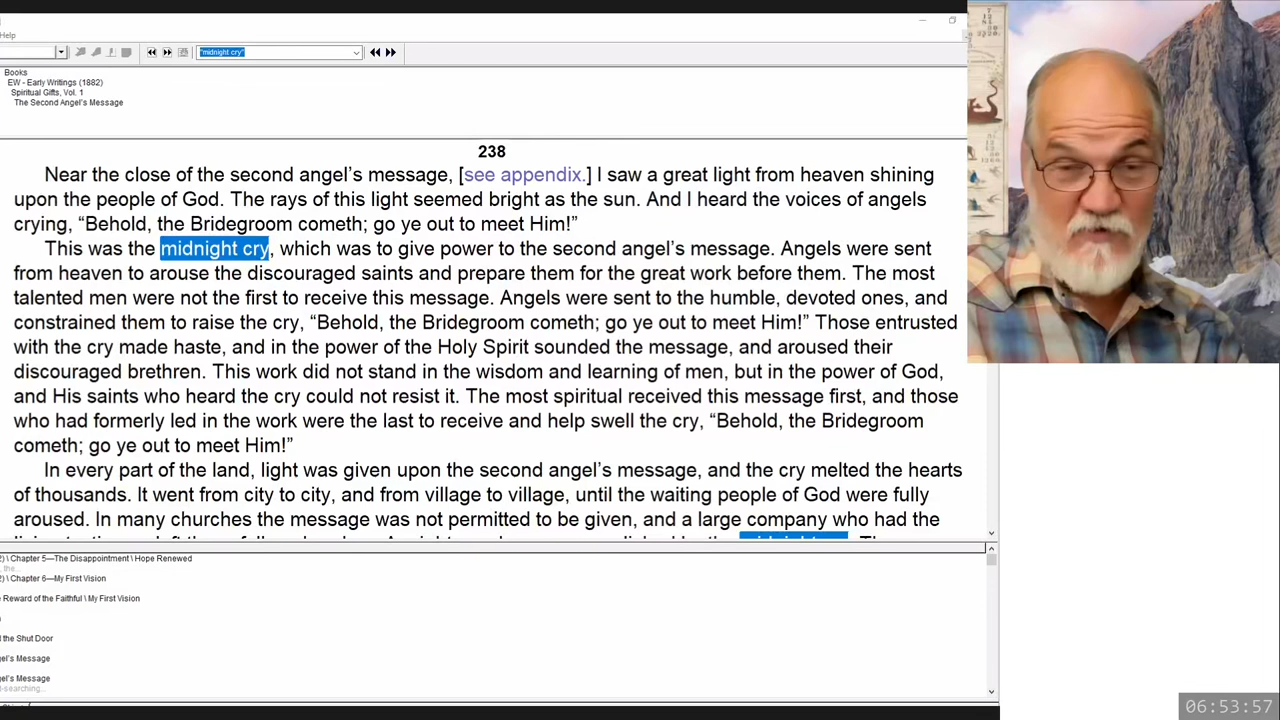 Help
"midnight cry"
Books
EW - Early Writings (1882)
Spiritual Gifts, Vol. 1
The Second Angel's Message
238
Near the close of the second angel's message, [see appendix.] I saw a great light from heaven shining
upon the people of God. The rays of this light seemed bright as the sun. And I heard the voices of angels
crying, “Behold, the Bridegroom cometh; go ye out to meet Him!”
This was the midnight cry, which was to give power to the second angel's message. Angels were sent
from heaven to arouse the discouraged saints and prepare them for the great work before them. The most
talented men were not the first to receive this message. Angels were sent to the humble, devoted ones, and
constrained them to raise the cry, “Behold, the Bridegroom cometh; go ye out to meet Him!” Those entrusted
with the cry made haste, and in the power of the Holy Spirit sounded the message, and aroused their
discouraged brethren. This work did not stand in the wisdom and learning of men, but in the power of God,
and His saints who heard the cry could not resist it. The most spiritual received this message first, and those
who had formerly led in the work were the last to receive and help swell the cry, “Behold, the Bridegroom
cometh; go ye out to meet Him!”
In every part of the land, light was given upon the second angel's message, and the cry melted the hearts
of thousands. It went from city to city, and from village to village, until the waiting people of God were fully
aroused. In many churches the message was not permitted to be given, and a large company who had the
2) \ Chapter 5—The Disappointment \ Hope Renewed
, the...
2) \ Chapter 6—My First Vision
Reward of the Faithful \ My First Vision
the Shut Door
gel's Message
gel's Message
-searching...
06:53:57